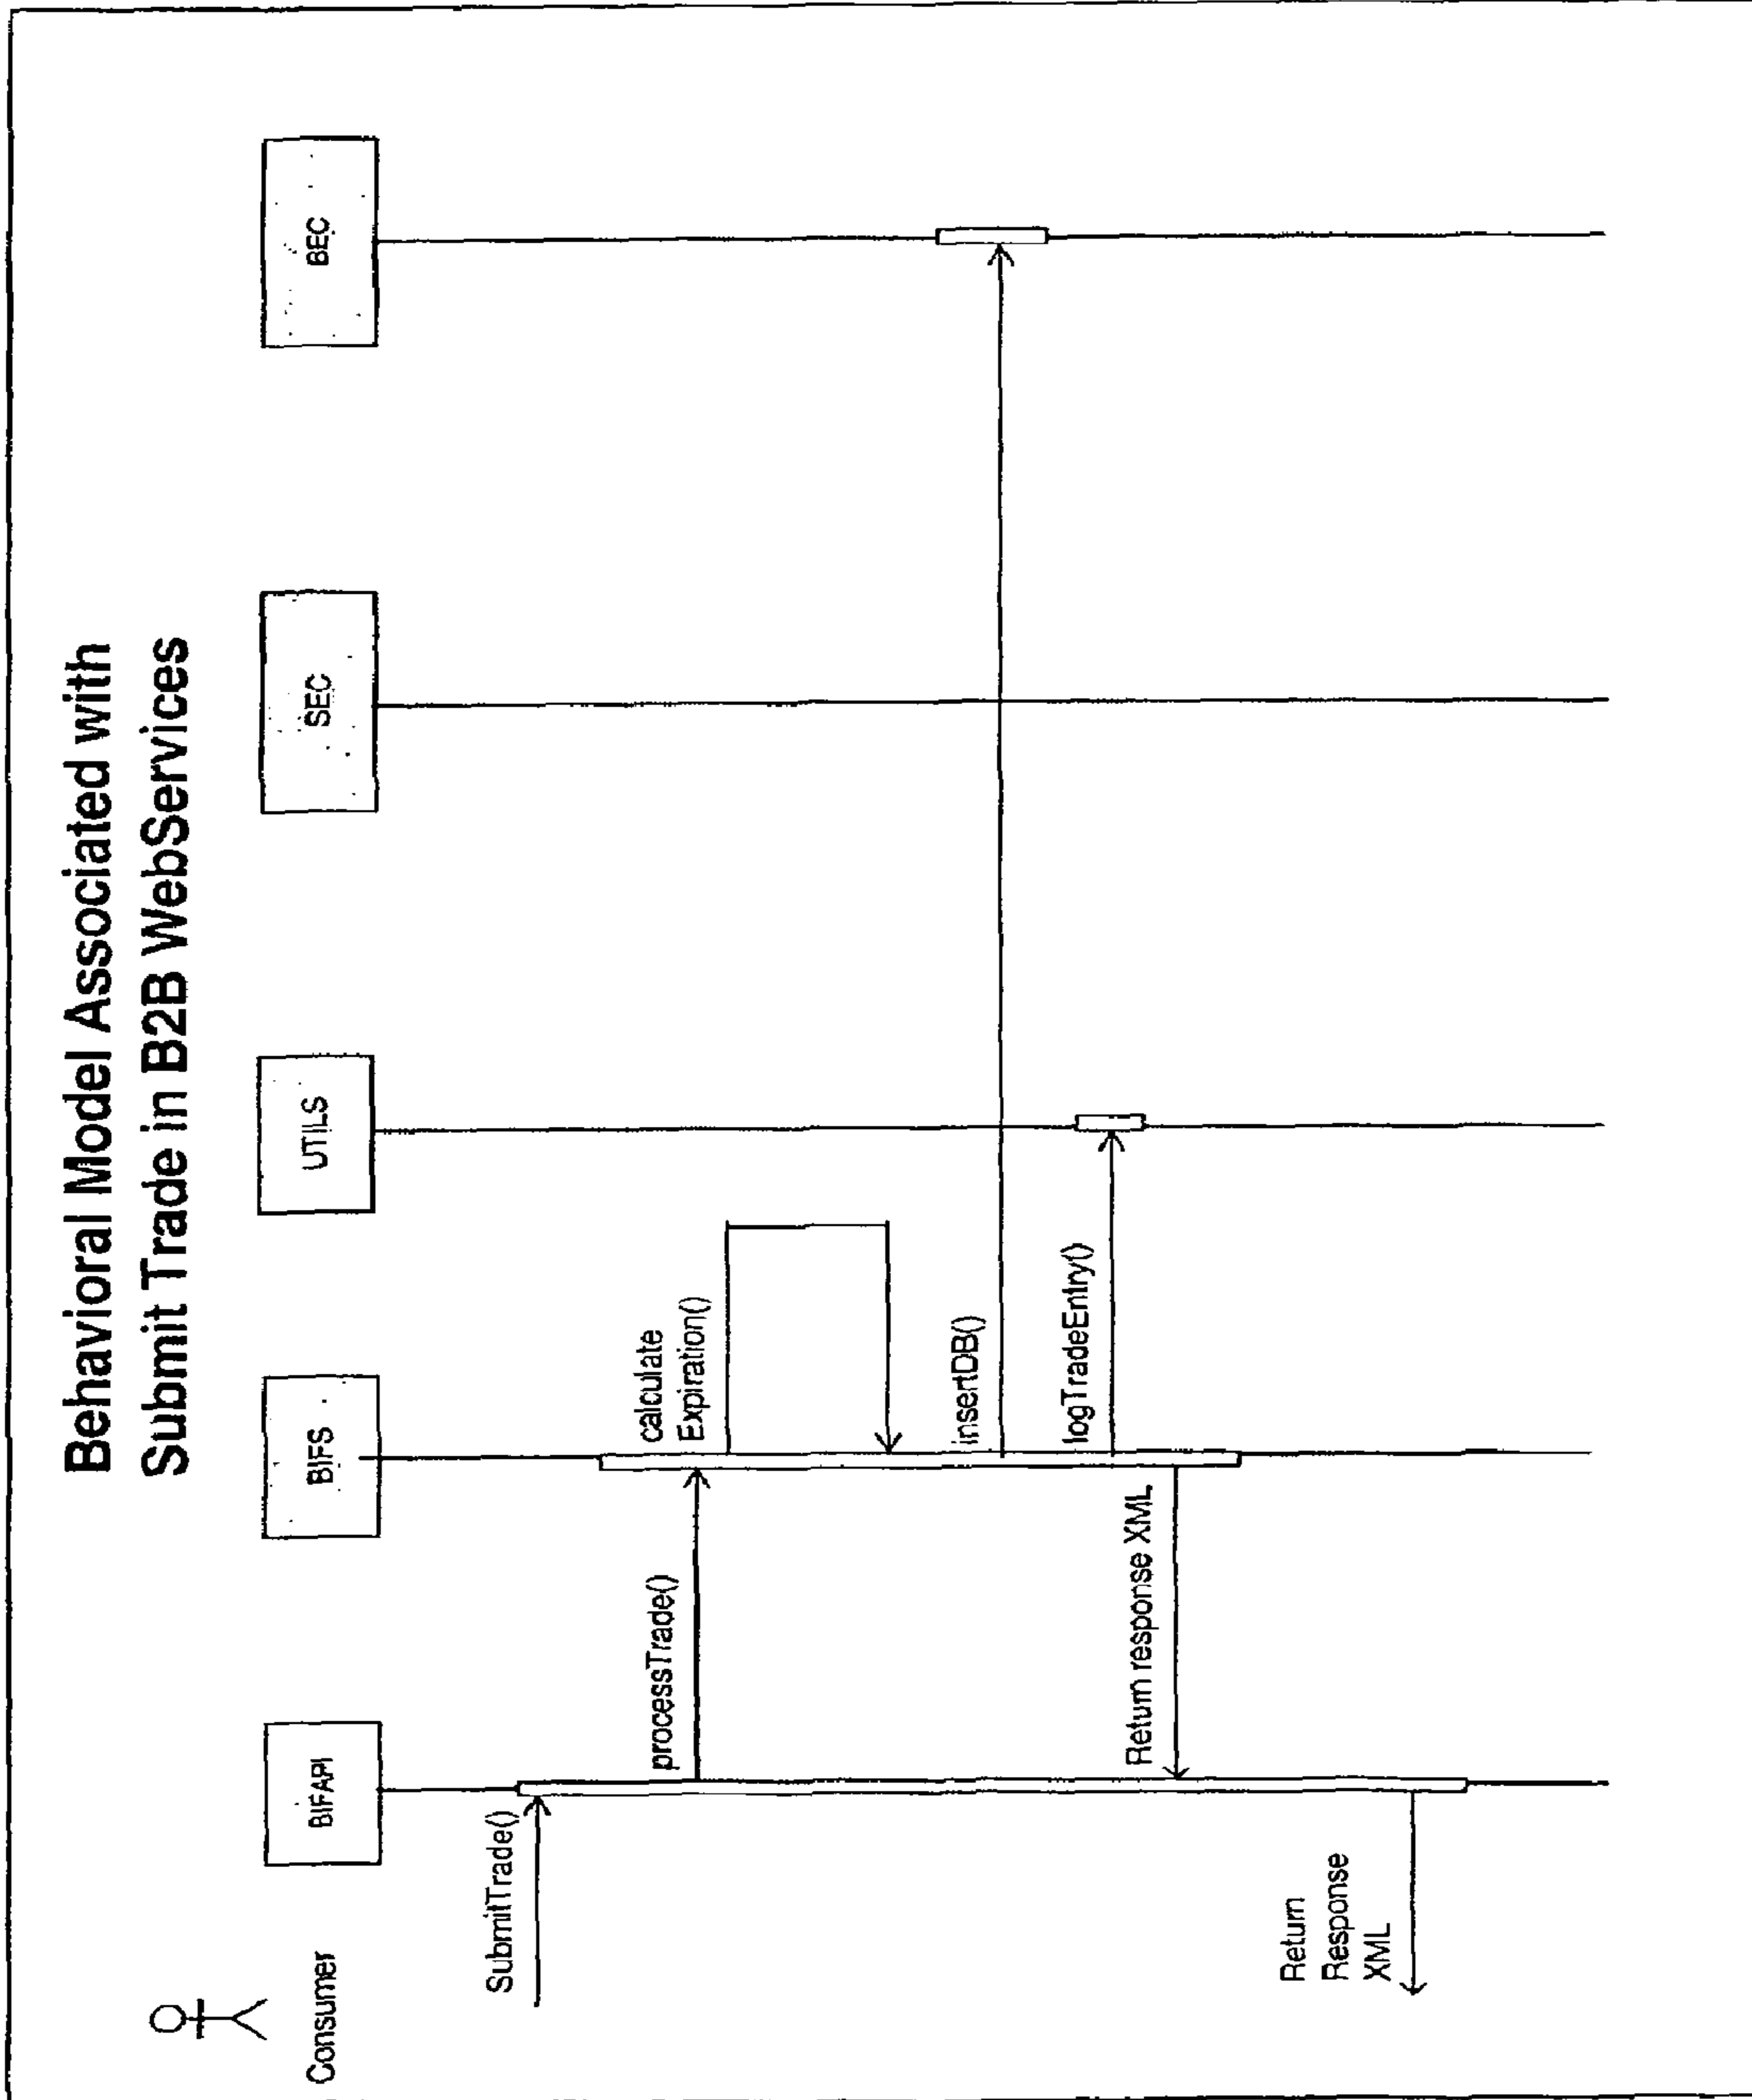 Behavioral Model Associated with
Submit Trade in B2B WebServices
Consumer
BIFAPI
BIFS
UTILS
SEC
BEC
SubmitTrade()
processTrade()
calculate
Expiration()
insertDB()
logTradeEntry()
Return response XML
Return
Response
XML